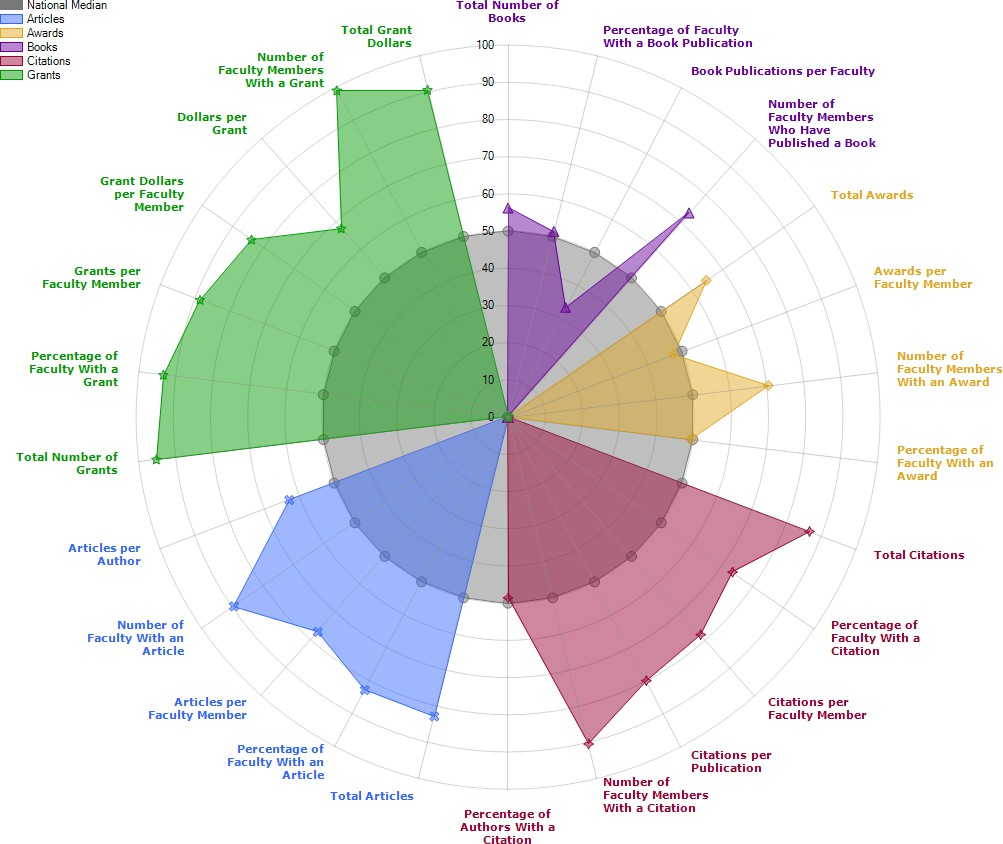 National Median
Articles
Awards
Books
Citations
Grants
Total Number of
Books
Percentage of Faculty
With a Book Publication
Book Publications per Faculty
Number of
Faculty Members
Who Have
Published a Book
Total Awards
Awards per
Faculty Member
Number of
Faculty Members
With an Award
Percentage of
Faculty With an
Award
Total Citations
Percentage of
Faculty With a
Citation
Citations per
Faculty Member
Citations per
Publication
Number of
Faculty Members
With a Citation
Percentage of
Authors With a
Citation
Total Articles
Percentage of
Faculty With an
Article
Articles per
Faculty Member
Number of
Faculty With an
Article
Articles per
Author
Total Number of
Grants
Percentage of
Faculty With a
Grant
Grants per
Faculty Member
Grant Dollars
per Faculty
Member
Dollars per
Grant
Number of
Faculty Members
With a Grant
Total Grant
Dollars
100
90
80
70
60
50
40
30
20
10
0